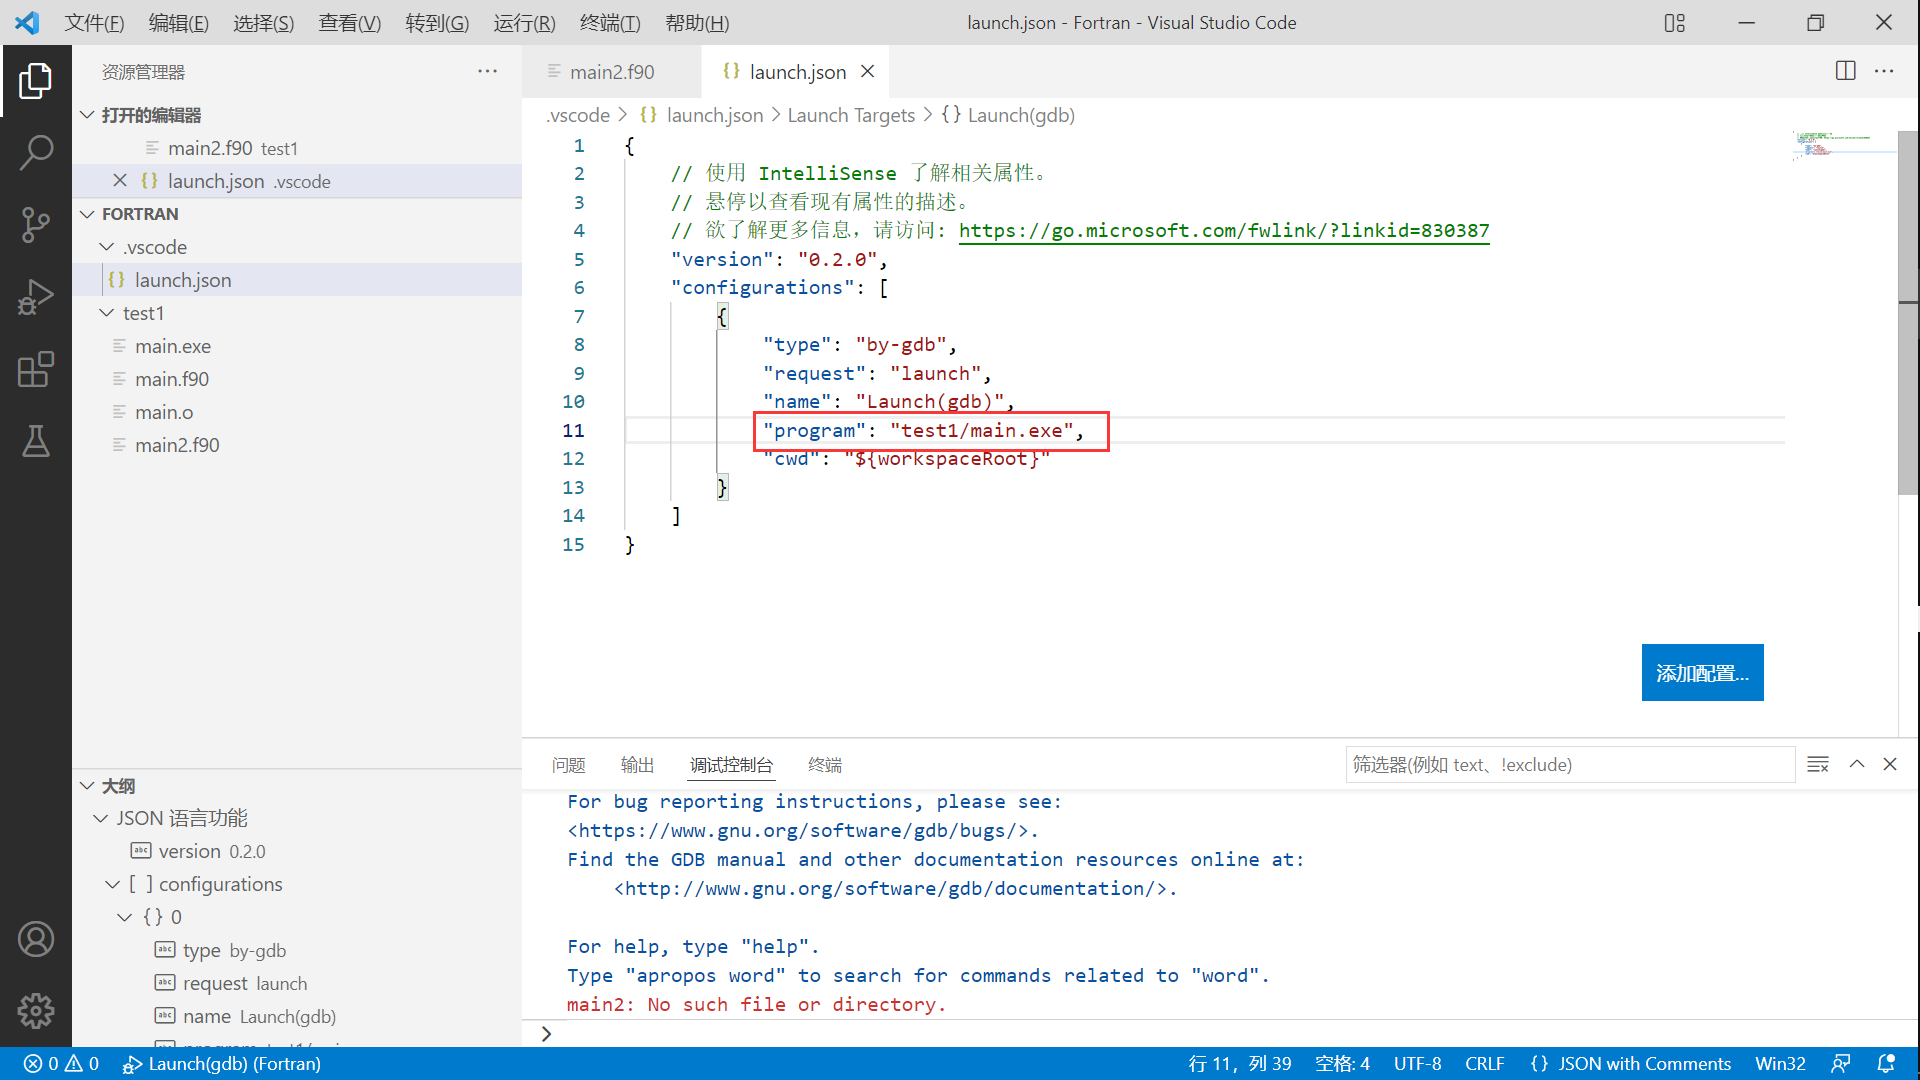 文件(F) 编辑(E) 选择(S) 查看(V) 转到(G) 运行(R) 终端(T) 帮助(H) launch.json - Fortran - Visual Studio Code
资源管理器
打开的编辑器
main2.f90 test1
launch.json .vscode
FORTRAN
.vscode
launch.json
test1
main.exe
main.f90
main.o
main2.f90
大纲
JSON 语言功能
version 0.2.0
[ ] configurations
{} 0
type by-gdb
request launch
name Launch(gdb)
main2.f90 {} launch.json
.vscode > {} launch.json > Launch Targets > {} Launch(gdb)
1 {
2 // 使用 IntelliSense 了解相关属性。
3 // 悬停以查看现有属性的描述。
4 // 欲了解更多信息，请访问: https://go.microsoft.com/fwlink/?linkid=830387
5 "version": "0.2.0",
6 "configurations": [
7 {
8 "type": "by-gdb",
9 "request": "launch",
10 "name": "Launch(gdb)",
11 "program": "test1/main.exe",
12 "cwd": "${workspaceRoot}"
13 }
14 ]
15 }
添加配置...
问题 输出 调试控制台 终端 筛选器(例如 text、!exclude)
For bug reporting instructions, please see:
<https://www.gnu.org/software/gdb/bugs/>.
Find the GDB manual and other documentation resources online at:
<http://www.gnu.org/software/gdb/documentation/>.
For help, type "help".
Type "apropos word" to search for commands related to "word".
main2: No such file or directory.
0 0 Launch(gdb) (Fortran) 行 11，列 39 空格: 4 UTF-8 CRLF {} JSON with Comments Win32